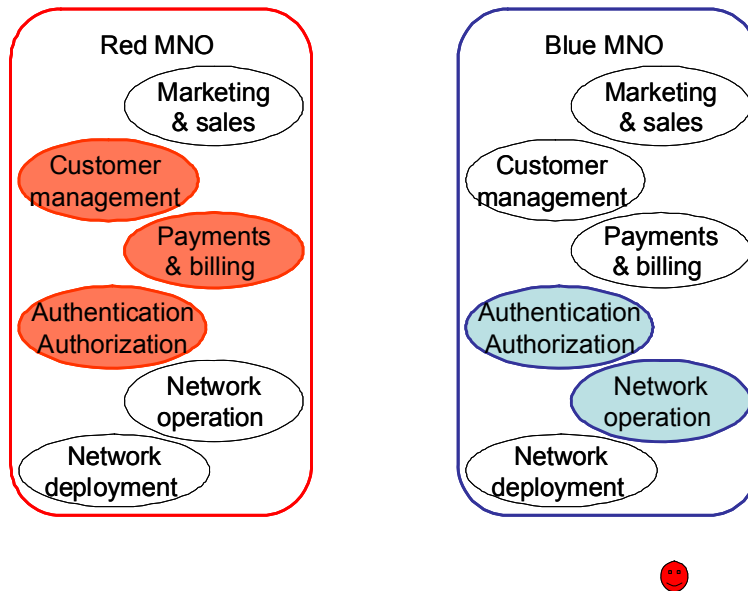 Red MNO
Marketing
& sales
Customer
management
Payments
& billing
Authentication
Authorization
Network
operation
Network
deployment
Blue MNO
Marketing
& sales
Customer
management
Payments
& billing
Authentication
Authorization
Network
operation
Network
deployment